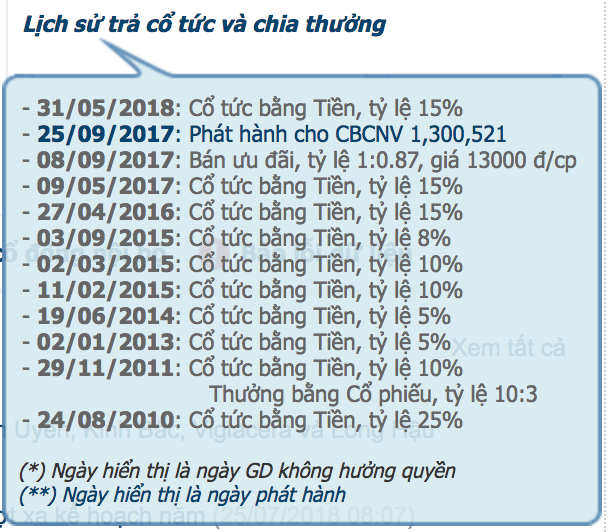 Lịch sử trả cổ tức và chia thưởng
- 31/05/2018: Cổ tức bằng Tiền, tỷ lệ 15%
- 25/09/2017: Phát hành cho CBCNV 1,300,521
- 08/09/2017: Bán ưu đãi, tỷ lệ 1:0.87, giá 13000 đ/cp
- 09/05/2017: Cổ tức bằng Tiền, tỷ lệ 15%
- 27/04/2016: Cổ tức bằng Tiền, tỷ lệ 15%
- 03/09/2015: Cổ tức bằng Tiền, tỷ lệ 8%
- 02/03/2015: Cổ tức bằng Tiền, tỷ lệ 10%
- 11/02/2015: Cổ tức bằng Tiền, tỷ lệ 10%
- 19/06/2014: Cổ tức bằng Tiền, tỷ lệ 5%
- 02/01/2013: Cổ tức bằng Tiền, tỷ lệ 5%
Xem tất cả
- 29/11/2011: Cổ tức bằng Tiền, tỷ lệ 10%
Thưởng bằng Cổ phiếu, tỷ lệ 10:3
- 24/08/2010: Cổ tức bằng Tiền, tỷ lệ 25%
Uyên, Kinh Bắc, Viglacera và Long Hậu
(*) Ngày hiển thị là ngày GD không hưởng quyền
(**) Ngày hiển thị là ngày phát hành
xa kế hoạch năm (25/07/2018 08:07)